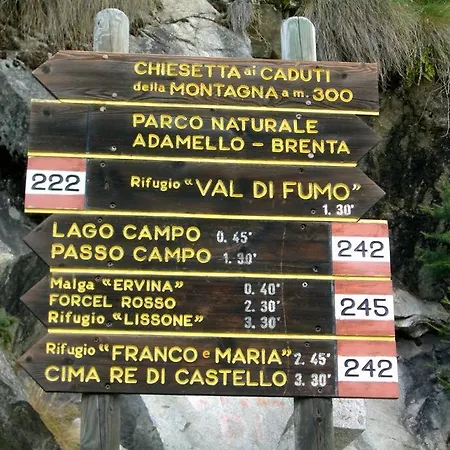 CHIESETTA ai CADUTI
della MONTAGNA a m. 300
PARCO NATURALE
ADAMELLO - BRENTA
222 Rifugio "VAL DI FUMO"
1. 30'
LAGO CAMPO 0. 45' 242
PASSO CAMPO 1. 30'
Malga "ERVINA" 0. 40'
FORCEL ROSSO 2. 30' 245
Rifugio "LISSONE" 3. 30'
Rifugio "FRANCO e MARIA" 2. 45'
CIMA RE DI CASTELLO 3. 30' 242